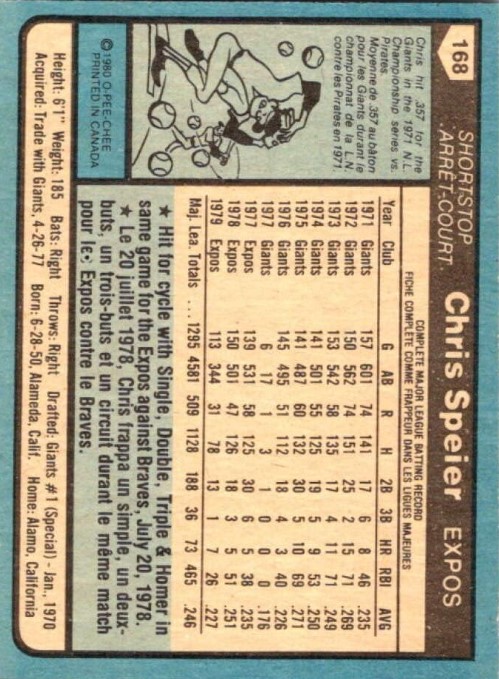 168
SHORTSTOP
ARRÊT-COURT
Chris Speier EXPOS
Chris hit .357 for the
Giants in the 1971 N.L.
Championship series vs.
Pirates.
Moyenne de .357 au bâton
pour les Giants durant le
championnat de la L.N.
contre les Pirates en 1971.
© 1980 O-PEE-CHEE
PRINTED IN CANADA
COMPLETE MAJOR LEAGUE BATTING RECORD
FICHE COMPLETE COMME FRAPPEUR DANS LES LIGUES MAJEURES
Year Club G AB R H 2B 3B HR RBI AVG
1971 Giants 157 601 74 141 17 6 8 46 .235
1972 Giants 150 562 74 151 25 2 15 71 .269
1973 Giants 153 542 58 135 17 4 11 71 .249
1974 Giants 141 501 55 125 19 5 9 53 .250
1975 Giants 141 487 60 132 30 5 10 69 .271
1976 Giants 145 495 51 112 18 4 3 40 .226
1977 Giants 6 17 1 3 1 0 0 0 .176
1977 Expos 139 531 58 125 30 6 5 38 .235
1978 Expos 150 501 47 126 18 3 5 51 .251
1979 Expos 113 344 31 78 13 1 7 26 .227
Maj. Lea. Totals ... 1295 4581 509 1128 188 36 73 465 .246
★ Hit for cycle with Single, Double, Triple & Homer in
same game for the Expos against Braves, July 20, 1978.
★ Le 20 juillet 1978, Chris frappa un simple, un deux-
buts, un trois-buts et un circuit durant le même match
pour les Expos contre le Braves.
Height: 6'1" Weight: 185 Bats: Right Throws: Right Drafted: Giants #1 (Special) - Jan., 1970
Acquired: Trade with Giants, 4-26-77 Born: 6-28-50, Alameda, Calif. Home: Alamo, California